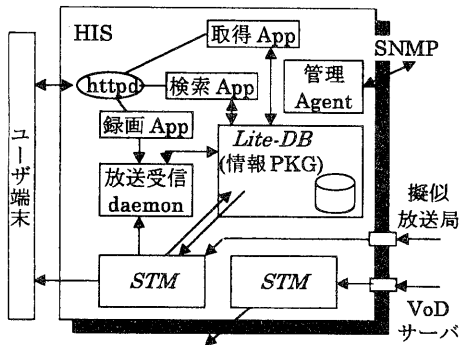 HIS
取得 App
SNMP
httpd
検索 App
管理
Agent
録画 App
Lite-DB
(情報PKG)
放送受信
daemon
ユーザ端末
擬似
放送局
STM
STM
VoD
サーバ